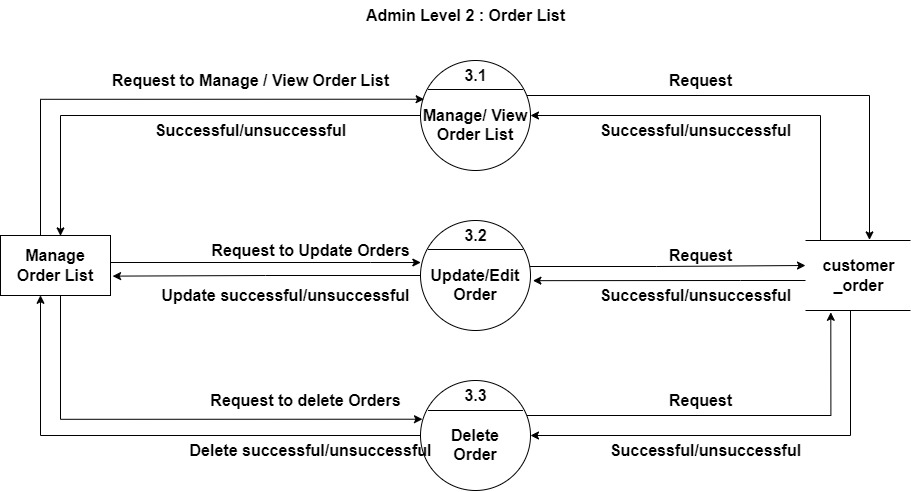 Admin Level 2 : Order List
3.1
Request to Manage / View Order List
Request
Manage/ View
Order List
Successful/unsuccessful
Successful/unsuccessful
3.2
Manage
Order List
Request to Update Orders
Request
Update/Edit
Order
customer
_order
Update successful/unsuccessful
Successful/unsuccessful
3.3
Request to delete Orders
Request
Delete
Order
Delete successful/unsuccessful
Successful/unsuccessful